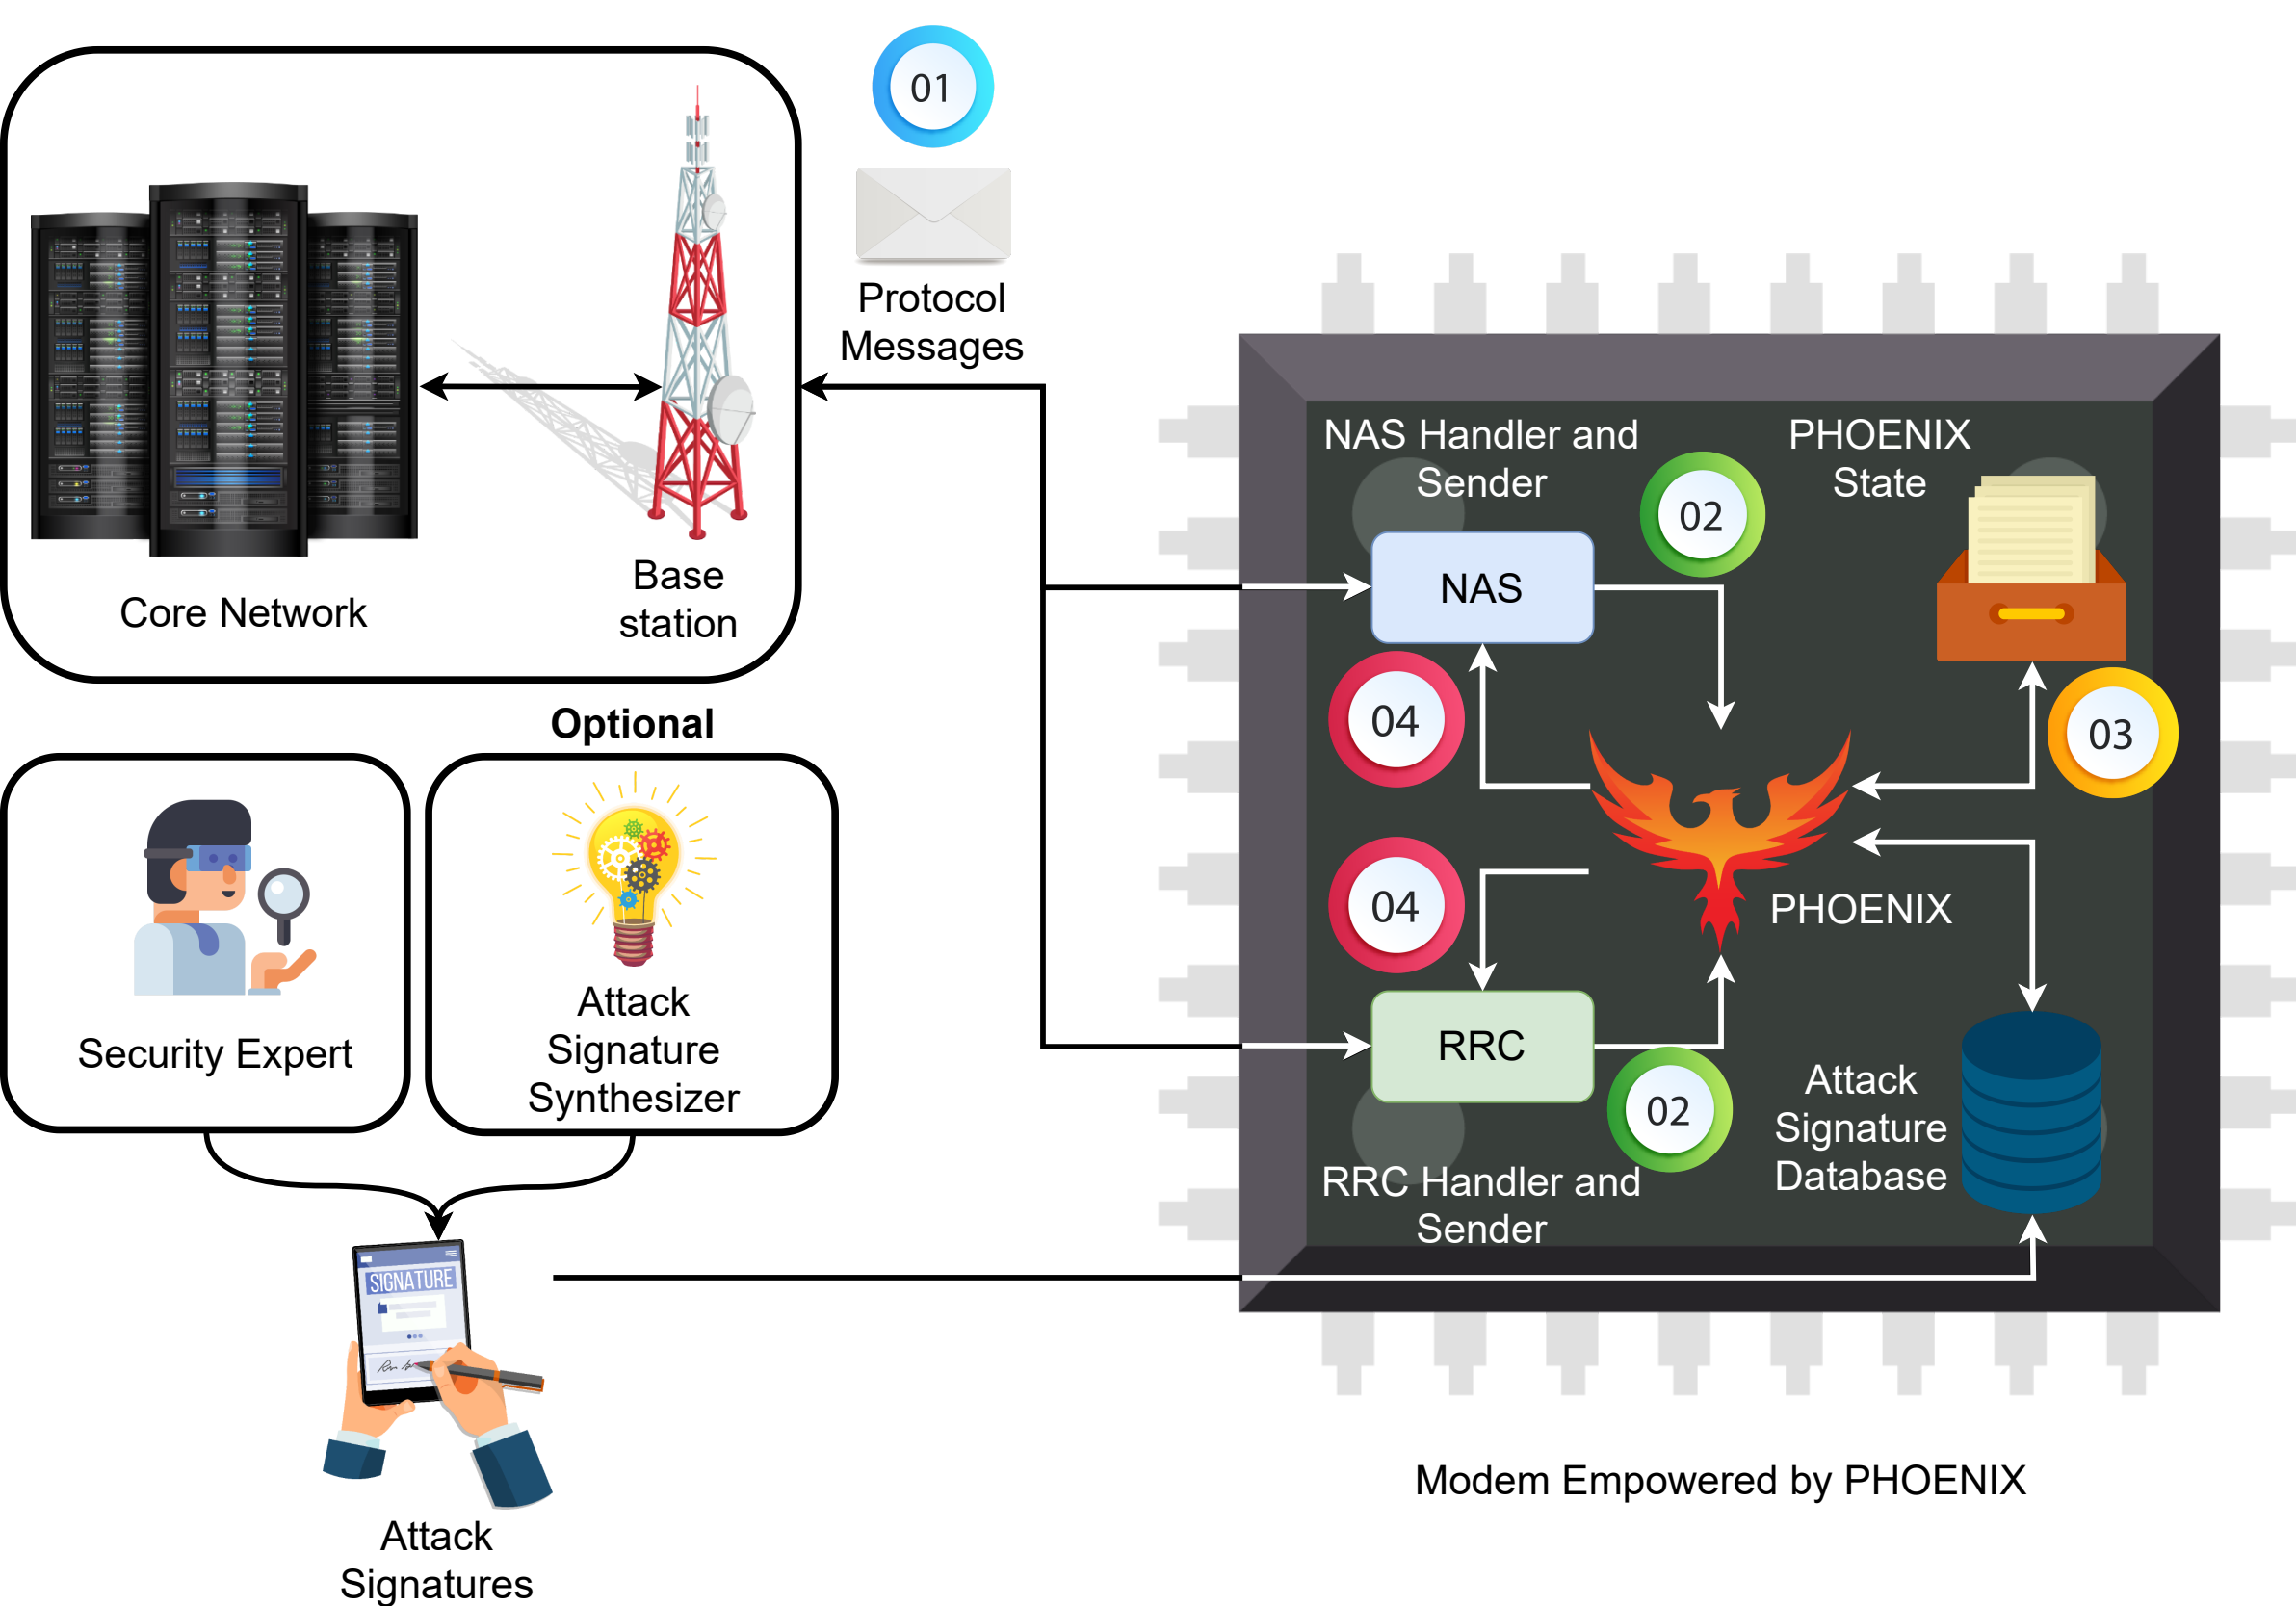 01
Protocol
Messages
Core Network
Base
station
Optional
Security Expert
Attack
Signature
Synthesizer
SIGNATURE
Attack
Signatures
NAS Handler and
Sender
02
NAS
04
PHOENIX
State
03
PHOENIX
04
RRC
02
RRC Handler and
Sender
Attack
Signature
Database
Modem Empowered by PHOENIX